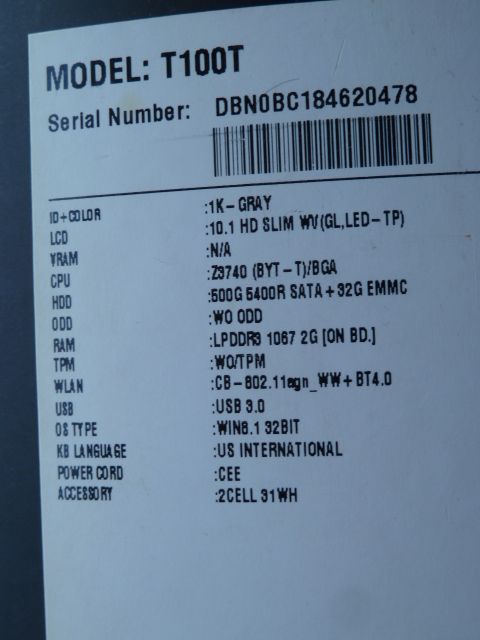 MODEL: T100T
Serial Number: DBN0BC184620478
ID+COLOR :1K-GRAY
LCD :10.1 HD SLIM WV(GL,LED-TP)
VRAM :N/A
CPU :Z3740 (BYT-T)/BGA
HDD :500G 5400R SATA+32G EMMC
ODD :WO ODD
RAM :LPDDR3 1067 2G [ON BD.]
TPM :WO/TPM
WLAN :CB-802.11agn_WW+BT4.0
USB :USB 3.0
OS TYPE :WIN8.1 32BIT
KB LANGUAGE :US INTERNATIONAL
POWER CORD :CEE
ACCESSORY :2CELL 31WH